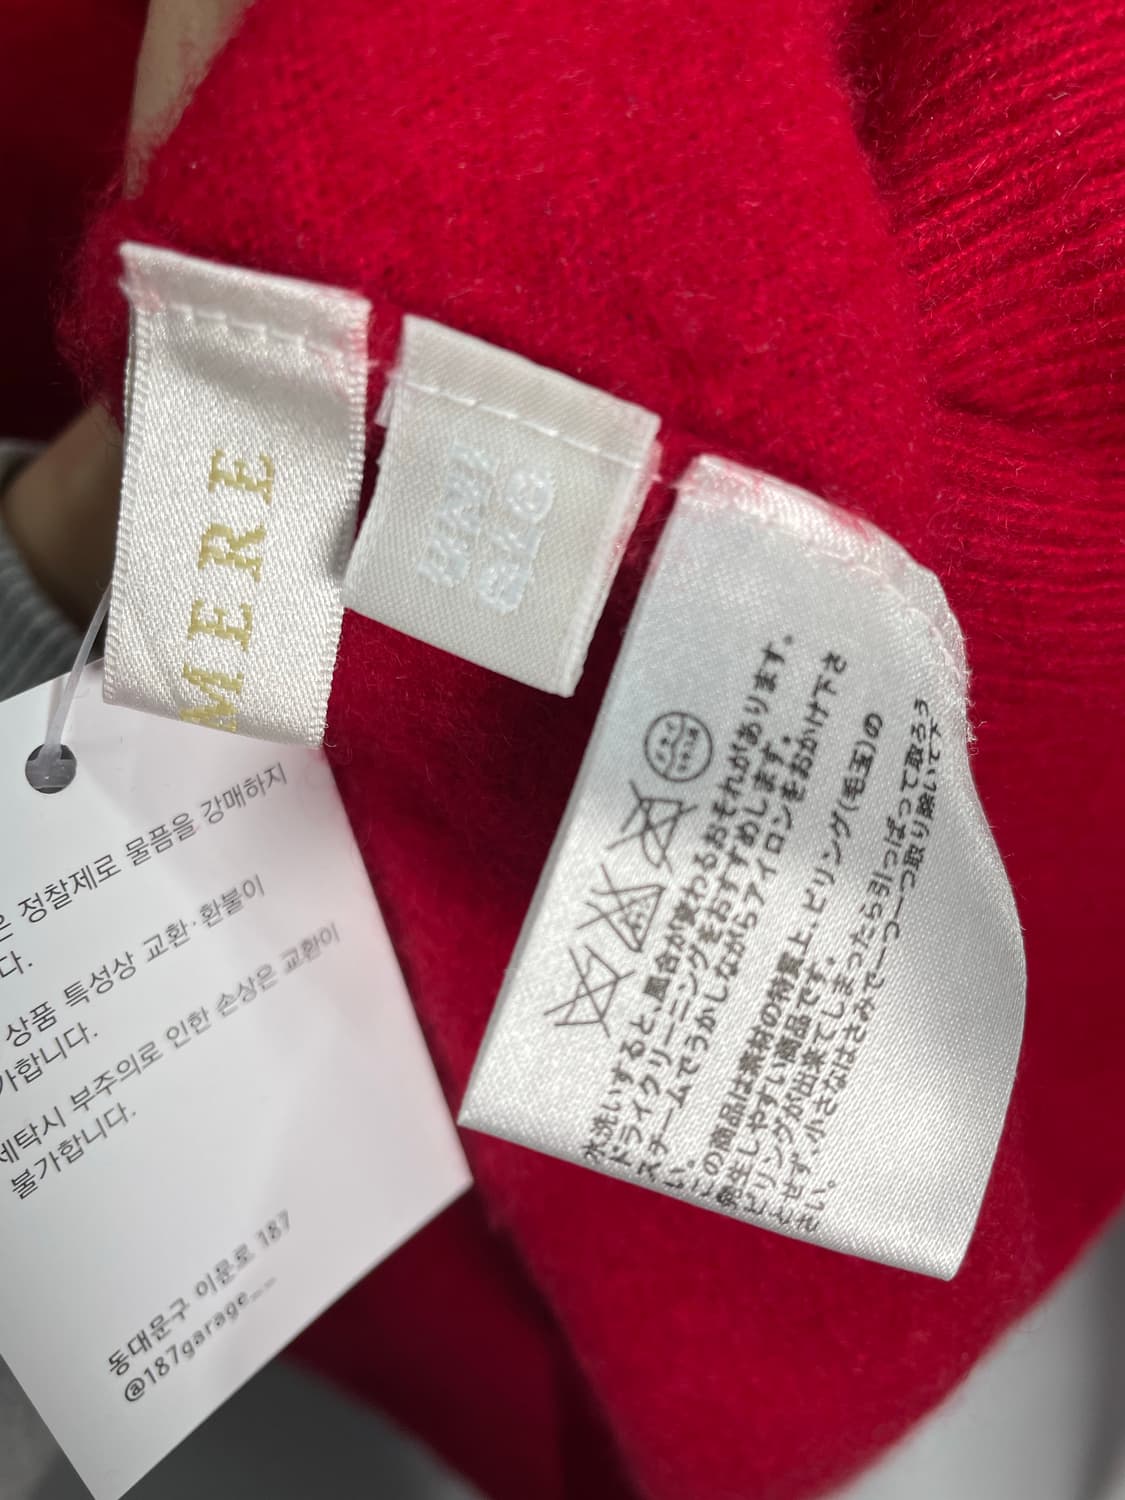 MERE
水洗いすると、風合が変わるおそれがあります。
ドライクリーニングをおすすめします。
スチームでうかしながらアイロンをおかけ下さ
い。
この商品は素材の特質上、ピリング(毛玉)の
発生しやすい商品です。
ピリングが出来てしまったら引っぱって取ろう
とせず、小さなはさみで一つ一つ取り除いて下
さい。
은 정찰제로 물품을 강매하지
다.
상품 특성상 교환·환불이
가합니다.
세탁시 부주의로 인한 손상은 교환이
불가합니다.
동대문구 이문로 187
@187garage__